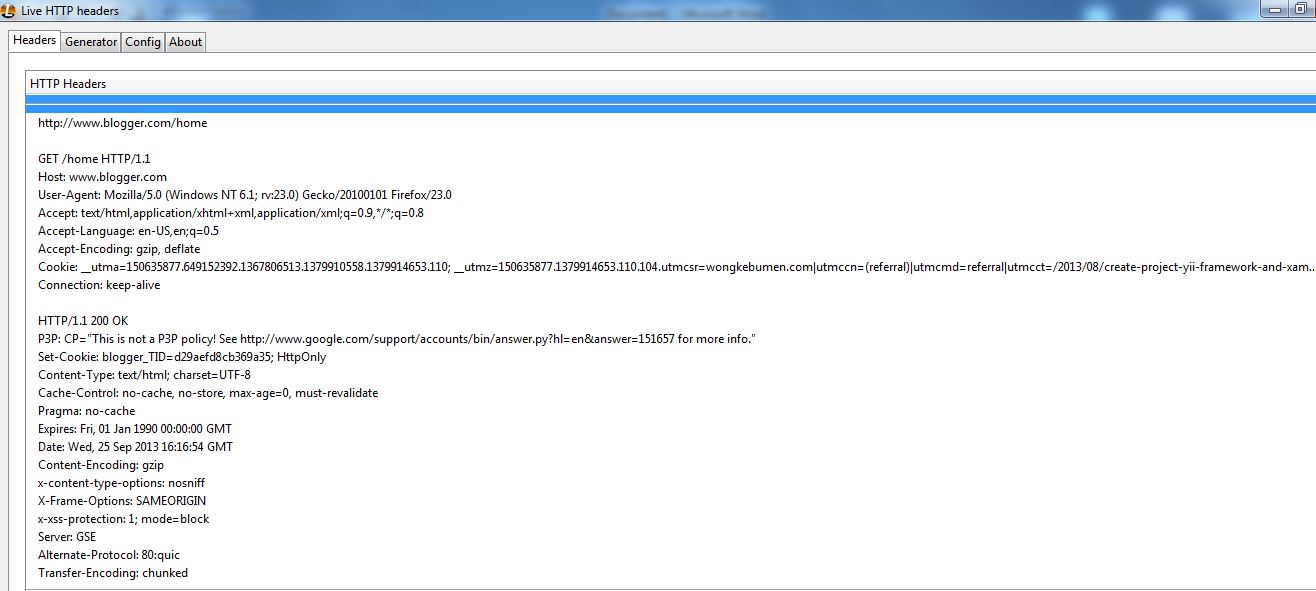 Live HTTP headers
Headers Generator Config About
HTTP Headers
http://www.blogger.com/home
GET /home HTTP/1.1
Host: www.blogger.com
User-Agent: Mozilla/5.0 (Windows NT 6.1; rv:23.0) Gecko/20100101 Firefox/23.0
Accept: text/html,application/xhtml+xml,application/xml;q=0.9,*/*;q=0.8
Accept-Language: en-US,en;q=0.5
Accept-Encoding: gzip, deflate
Cookie: __utma=150635877.649152392.1367806513.1379910558.1379914653.110; __utmz=150635877.1379914653.110.104.utmcsr=wongkebumen.com|utmccn=(referral)|utmcmd=referral|utmcct=/2013/08/create-project-yii-framework-and-xam...
Connection: keep-alive
HTTP/1.1 200 OK
P3P: CP="This is not a P3P policy! See http://www.google.com/support/accounts/bin/answer.py?hl=en&answer=151657 for more info."
Set-Cookie: blogger_TID=d29aefd8cb369a35; HttpOnly
Content-Type: text/html; charset=UTF-8
Cache-Control: no-cache, no-store, max-age=0, must-revalidate
Pragma: no-cache
Expires: Fri, 01 Jan 1990 00:00:00 GMT
Date: Wed, 25 Sep 2013 16:16:54 GMT
Content-Encoding: gzip
x-content-type-options: nosniff
X-Frame-Options: SAMEORIGIN
x-xss-protection: 1; mode=block
Server: GSE
Alternate-Protocol: 80:quic
Transfer-Encoding: chunked